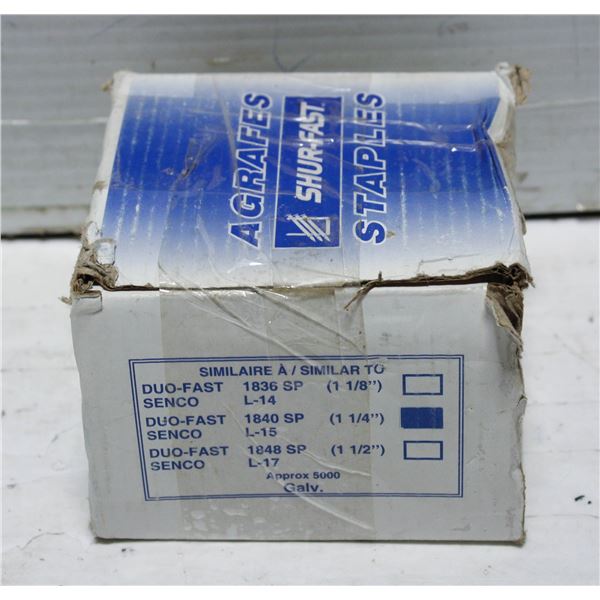 AGRAFES
SHUR-FAST
STAPLES
SIMILAIRE À / SIMILAR TO
DUO-FAST 1836 SP (1 1/8")
SENCO L-14
DUO-FAST 1840 SP (1 1/4")
SENCO L-15
DUO-FAST 1848 SP (1 1/2")
SENCO L-17
Approx 5000
Galv.